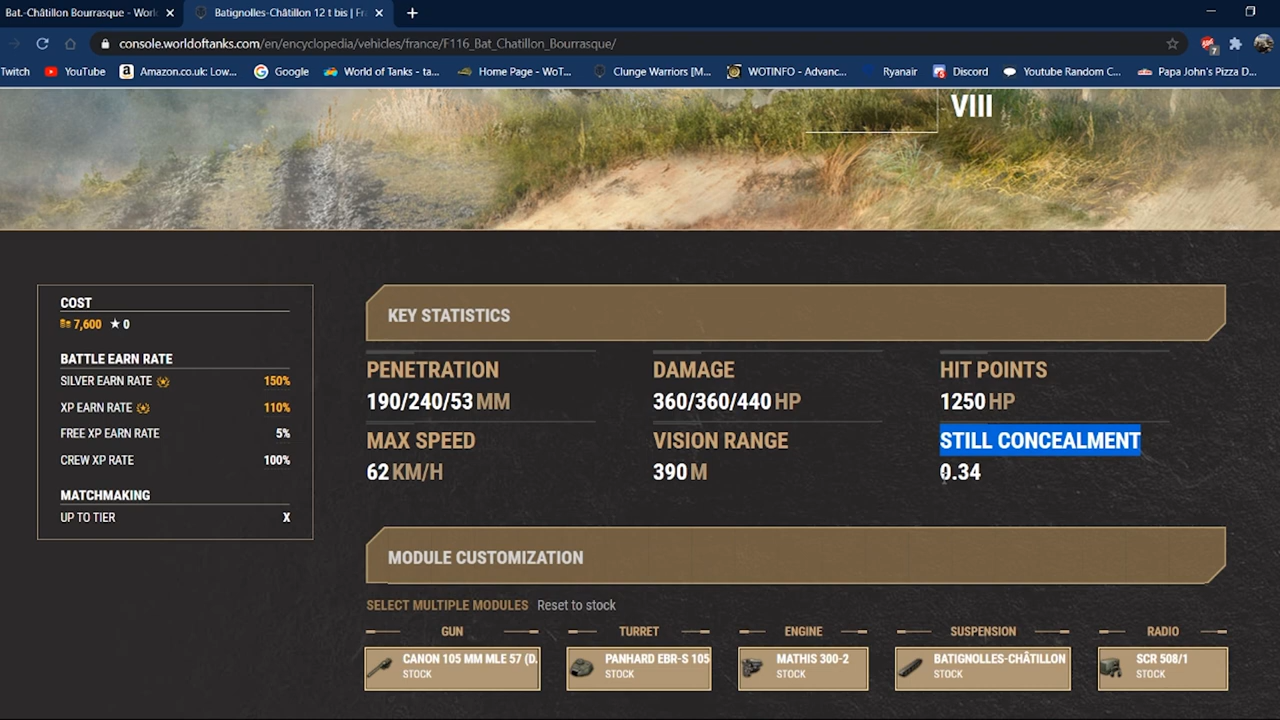 Bat.-Châtillon Bourrasque - Worl
Batignolles-Châtillon 12 t bis | Fr
console.worldoftanks.com/en/encyclopedia/vehicles/france/F116_Bat_Chatillon_Bourrasque/
7
Twitch
YouTube
Amazon.co.uk: Low...
Google
World of Tanks - ta...
Home Page - WoT...
Clunge Warriors [M...
WOTINFO - Advanc...
Ryanair
Discord
Youtube Random C...
Papa John's Pizza D...
VIII
COST
7,600 0
BATTLE EARN RATE
SILVER EARN RATE 150%
XP EARN RATE 110%
FREE XP EARN RATE 5%
CREW XP RATE 100%
MATCHMAKING
UP TO TIER X
KEY STATISTICS
PENETRATION
190/240/53 MM
DAMAGE
360/360/440 HP
HIT POINTS
1250 HP
MAX SPEED
62 KM/H
VISION RANGE
390 M
STILL CONCEALMENT
0.34
MODULE CUSTOMIZATION
SELECT MULTIPLE MODULES Reset to stock
GUN
CANON 105 MM MLE 57 (D.
STOCK
TURRET
PANHARD EBR-S 105
STOCK
ENGINE
MATHIS 300-2
STOCK
SUSPENSION
BATIGNOLLES-CHÂTILLON
STOCK
RADIO
SCR 508/1
STOCK